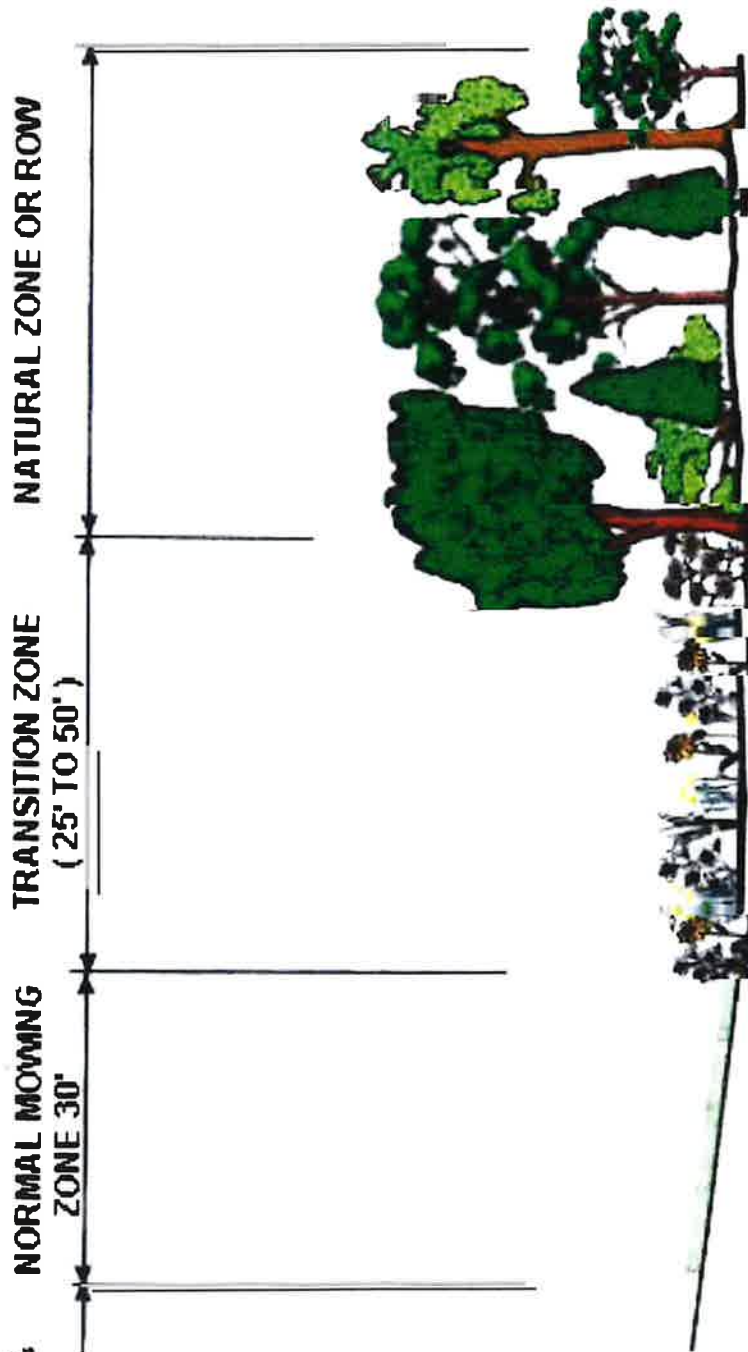 NORMAL MOWING
ZONE 30'
TRANSITION ZONE
( 25' TO 50' )
NATURAL ZONE OR ROW